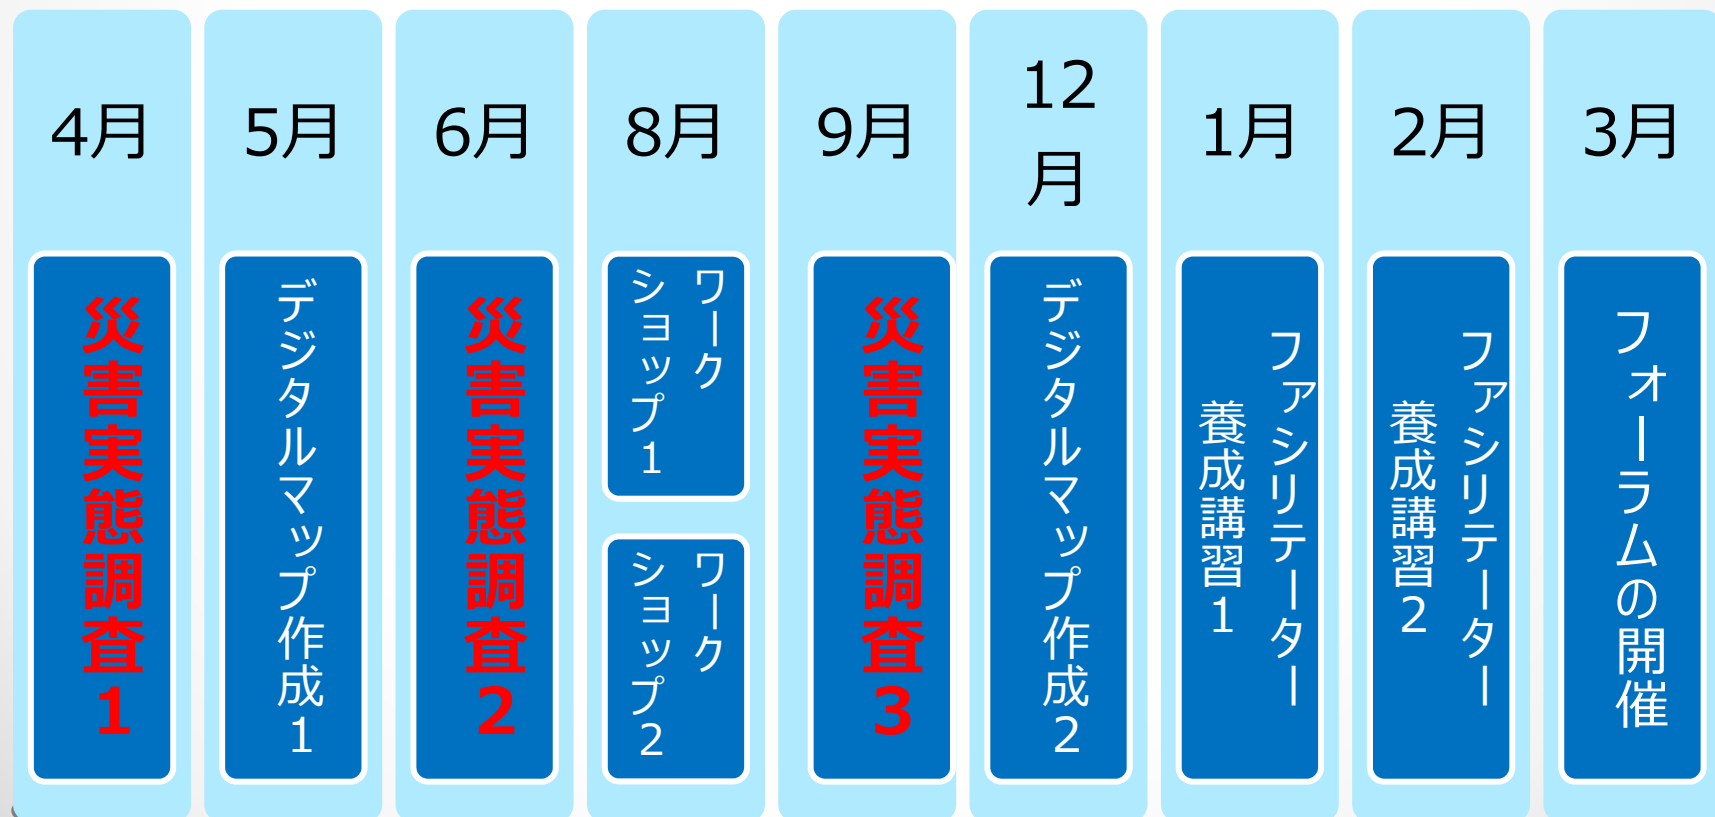 4月
災害実態調査1
5月
デジタルマップ作成1
6月
災害実態調査2
8月
ワーク
ショップ1
ワーク
ショップ2
9月
災害実態調査3
12
月
デジタルマップ作成2
1月
ファシリテーター
養成講習1
2月
ファシリテーター
養成講習2
3月
フォーラムの開催